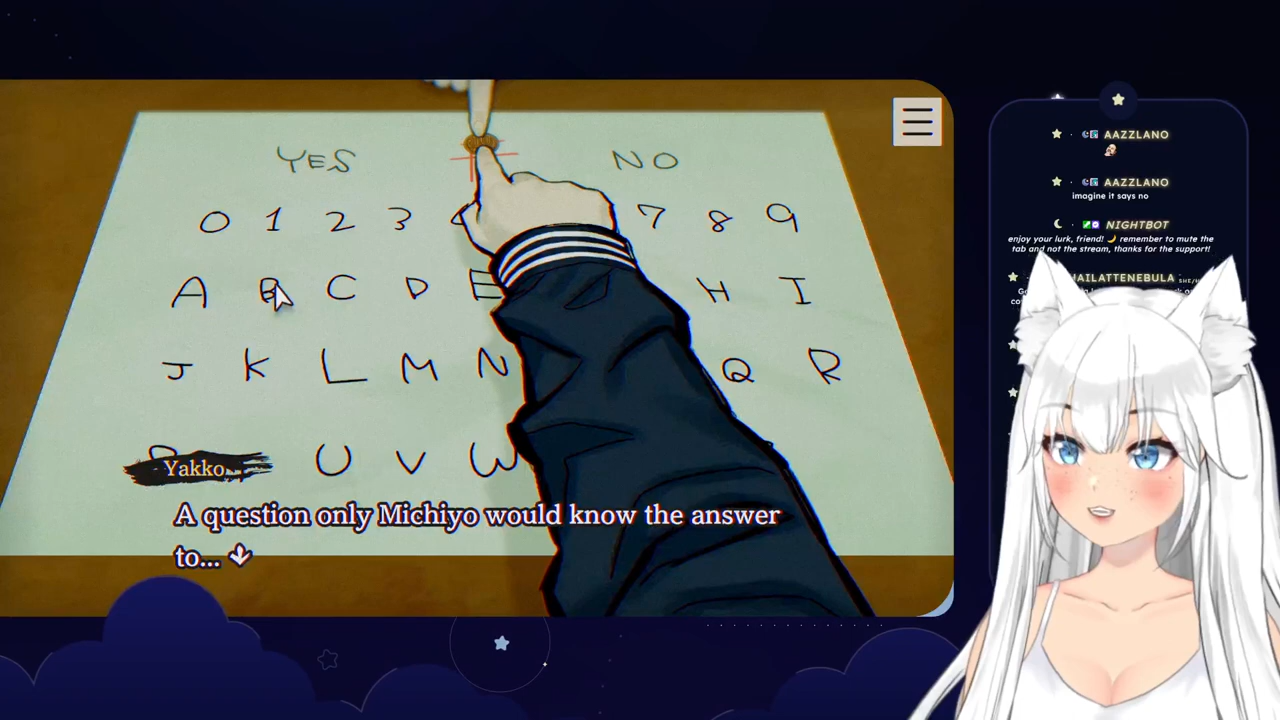 YES NO
0 1 2 3 7 8 9
A B C D E H I
J K L M N Q R
U V W
Yakko
A question only Michiyo would know the answer
to...
AAZZLANO
AAZZLANO
imagine it says no
NIGHTBOT
enjoy your lurk, friend! 🌙 remember to mute the
tab and not the stream, thanks for the support!
HAILATTENEBULA SHE/